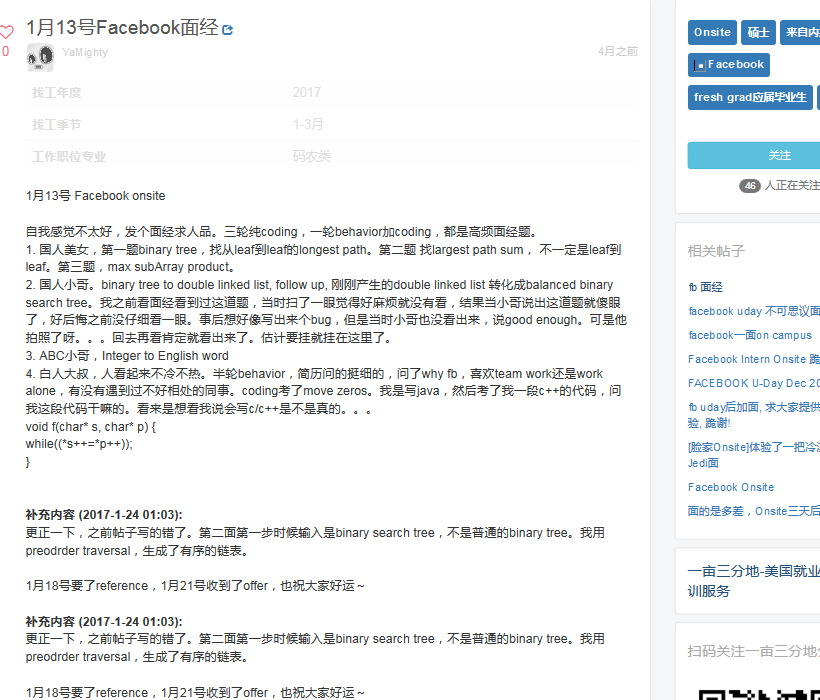 1月13号Facebook面经
0
YaMighty
4月之前
找工年度 2017
找工季节 1-3月
工作职位专业 码农类
1月13号 Facebook onsite
自我感觉不太好，发个面经求人品。三轮纯coding，一轮behavior加coding，都是高频面经题。
1. 国人美女，第一题binary tree，找从leaf到leaf的longest path。第二题 找largest path sum， 不一定是leaf到
leaf。第三题，max subArray product。
2. 国人小哥。binary tree to double linked list, follow up, 刚刚产生的double linked list 转化成balanced binary
search tree。我之前看面经看到过这道题，当时扫了一眼觉得好麻烦就没有看，结果当小哥说出这道题就傻眼
了，好后悔之前没仔细看一眼。事后想好像写出来个bug，但是当时小哥也没看出来，说good enough。可是他
拍照了呀。。。回去再看肯定就看出来了。估计要挂就挂在这里了。
3. ABC小哥，Integer to English word
4. 白人大叔，人看起来不冷不热。半轮behavior，简历问的挺细的，问了why fb，喜欢team work还是work
alone，有没有遇到过不好相处的同事。coding考了move zeros。我是写java，然后考了我一段c++的代码，问
我这段代码干嘛的。看来是想看我说会写c/c++是不是真的。。。
void f(char* s, char* p) {
while((*s++=*p++));
}
补充内容 (2017-1-24 01:03):
更正一下，之前帖子写的错了。第二面第一步时候输入是binary search tree，不是普通的binary tree。我用
preodrder traversal，生成了有序的链表。
1月18号要了reference，1月21号收到了offer，也祝大家好运～
补充内容 (2017-1-24 01:03):
更正一下，之前帖子写的错了。第二面第一步时候输入是binary search tree，不是普通的binary tree。我用
preodrder traversal，生成了有序的链表。
1月18号要了reference，1月21号收到了offer，也祝大家好运～
Onsite 硕士 来自内
Facebook
fresh grad应届毕业生
关注
46 人正在关注
相关帖子
fb 面经
facebook uday 不可思议面
facebook一面on campus
Facebook Intern Onsite 跪
FACEBOOK U-Day Dec 20
fb uday后加面, 求大家提供
验, 跪谢!
[脸家Onsite]体验了一把冷
Jedi面
Facebook Onsite
面的是多差，Onsite三天后
一亩三分地-美国就业
训服务
扫码关注一亩三分地